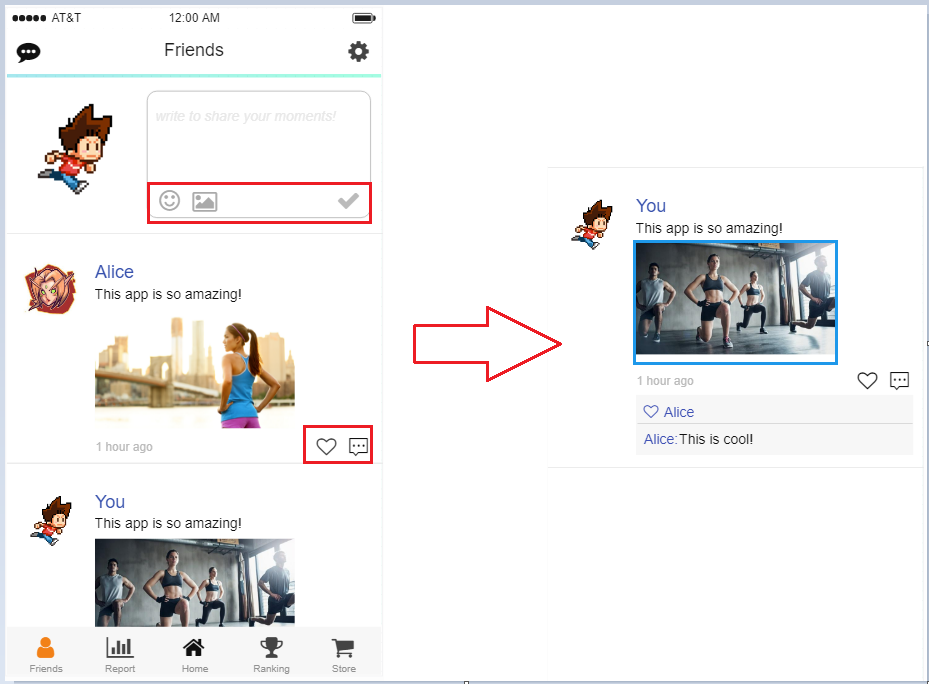 AT&T 12:00 AM
Friends
write to share your moments!
Alice
This app is so amazing!
1 hour ago
You
This app is so amazing!
Friends Report Home Ranking Store
You
This app is so amazing!
1 hour ago
Alice
Alice:This is cool!